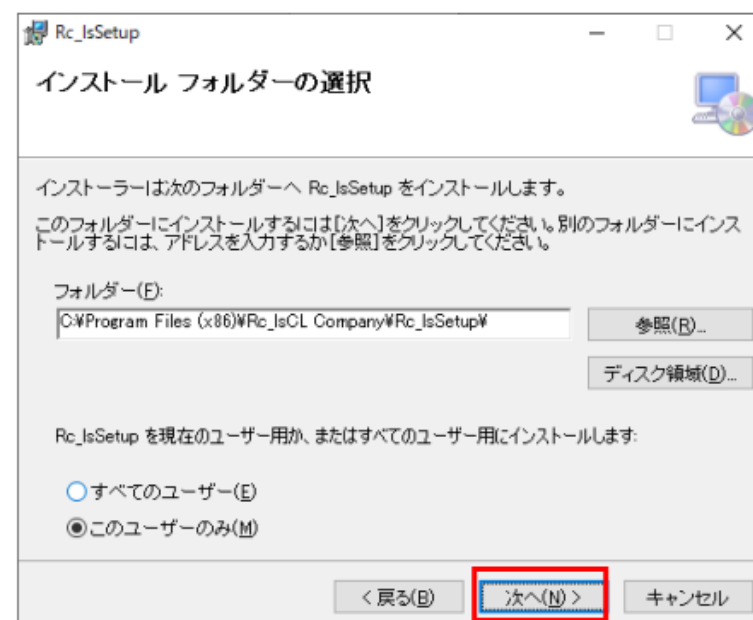 Rc_IsSetup
インストール フォルダーの選択
インストーラーは次のフォルダーへ Rc_IsSetup をインストールします。
このフォルダーにインストールするには[次へ]をクリックしてください。別のフォルダーにインス
トールするには、アドレスを入力するか[参照]をクリックしてください。
フォルダー(F):
C:¥Program Files (x86)¥Rc_IsCL Company¥Rc_IsSetup¥
参照(R)...
ディスク領域(D)...
Rc_IsSetup を現在のユーザー用か、またはすべてのユーザー用にインストールします:
すべてのユーザー(E)
このユーザーのみ(M)
< 戻る(B)
次へ(N) >
キャンセル